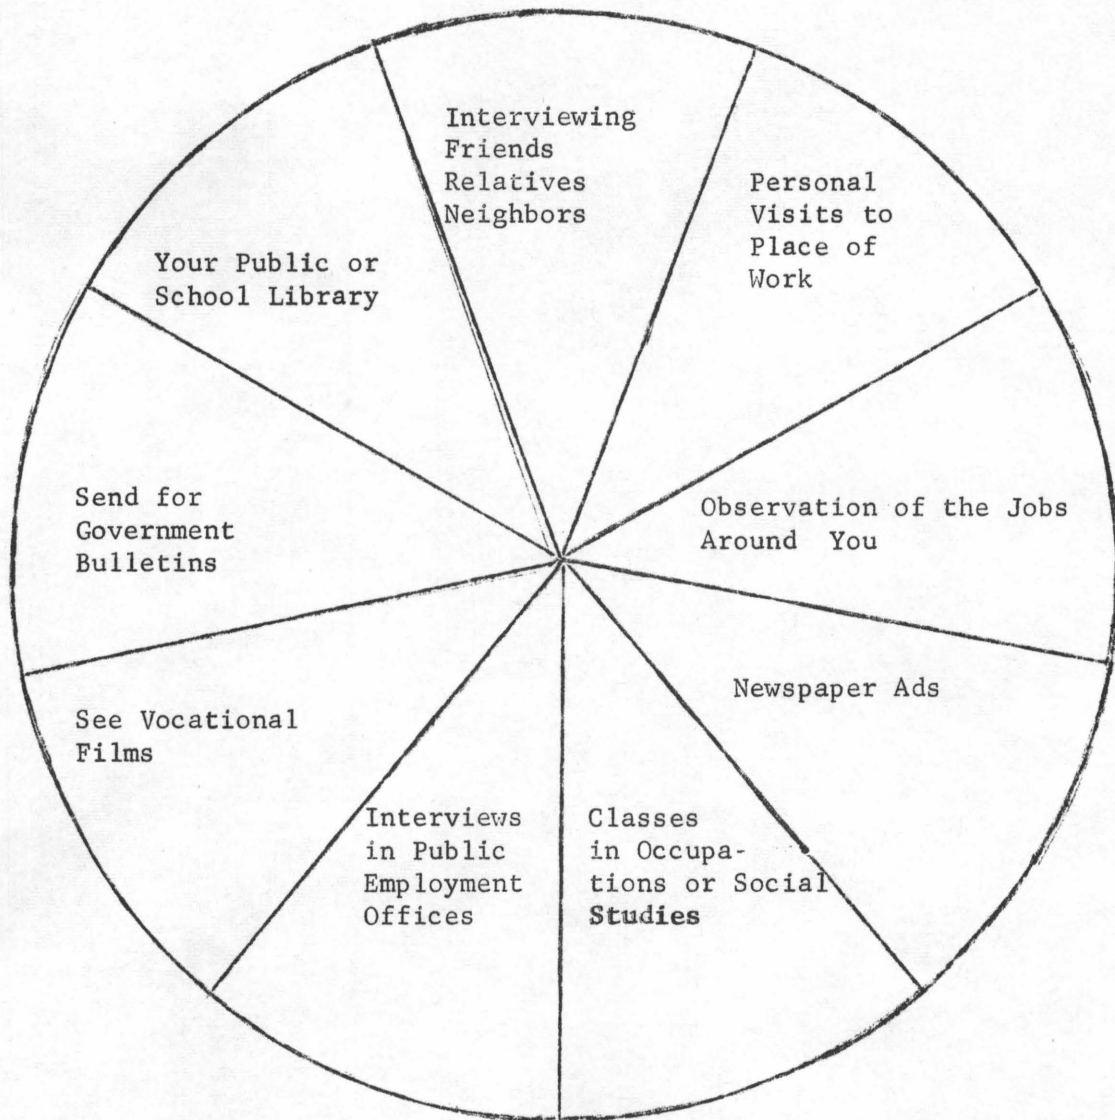 Interviewing
Friends
Relatives
Neighbors
Personal
Visits to
Place of
Work
Observation of the Jobs
Around You
Newspaper Ads
Classes
in Occupa-
tions or Social
Studies
Interviews
in Public
Employment
Offices
See Vocational
Films
Send for
Government
Bulletins
Your Public or
School Library